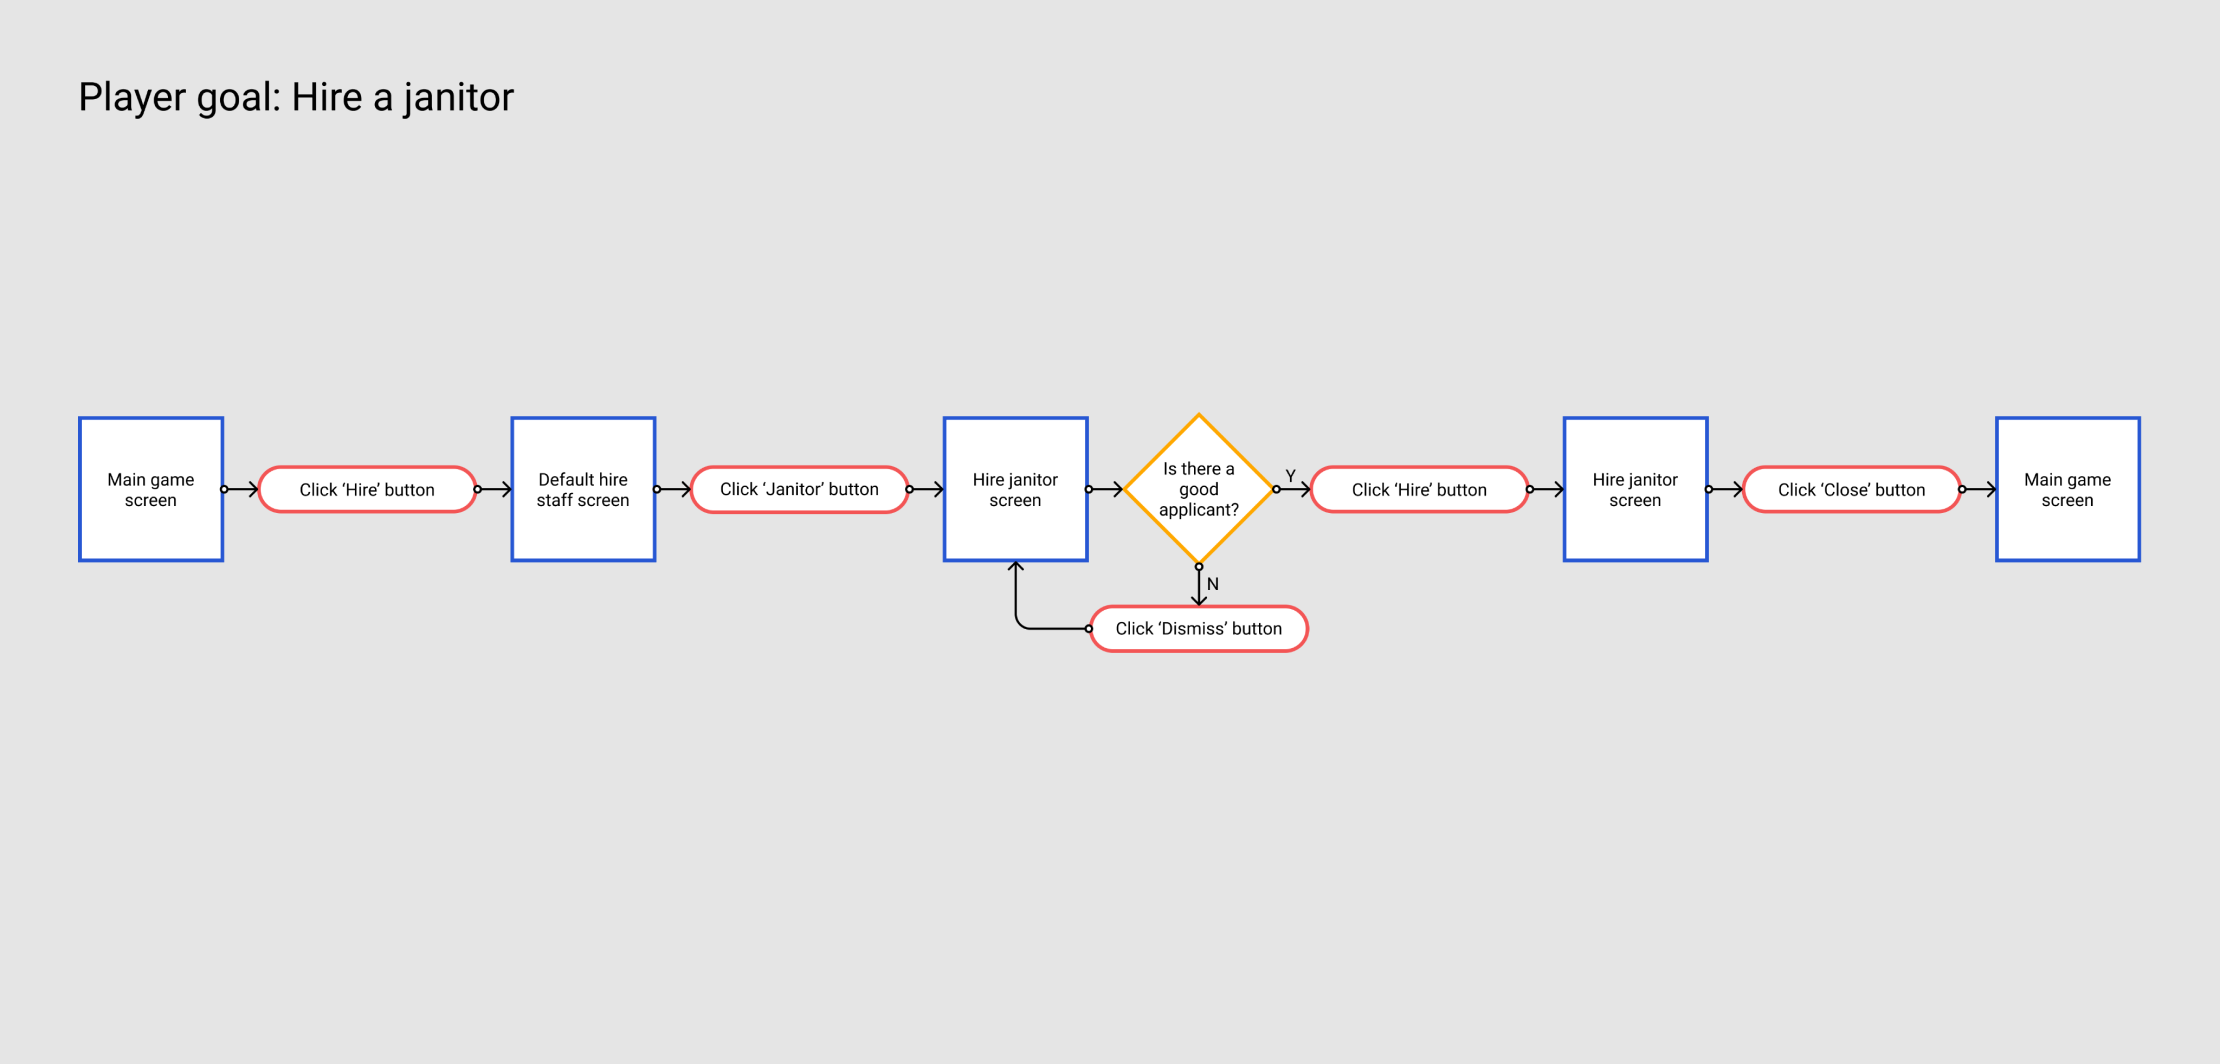 Player goal: Hire a janitor
Main game
screen
Click ‘Hire’ button
Default hire
staff screen
Click ‘Janitor’ button
Hire janitor
screen
Is there a
good
applicant?
Y
Click ‘Hire’ button
Hire janitor
screen
Click ‘Close’ button
Main game
screen
N
Click ‘Dismiss’ button